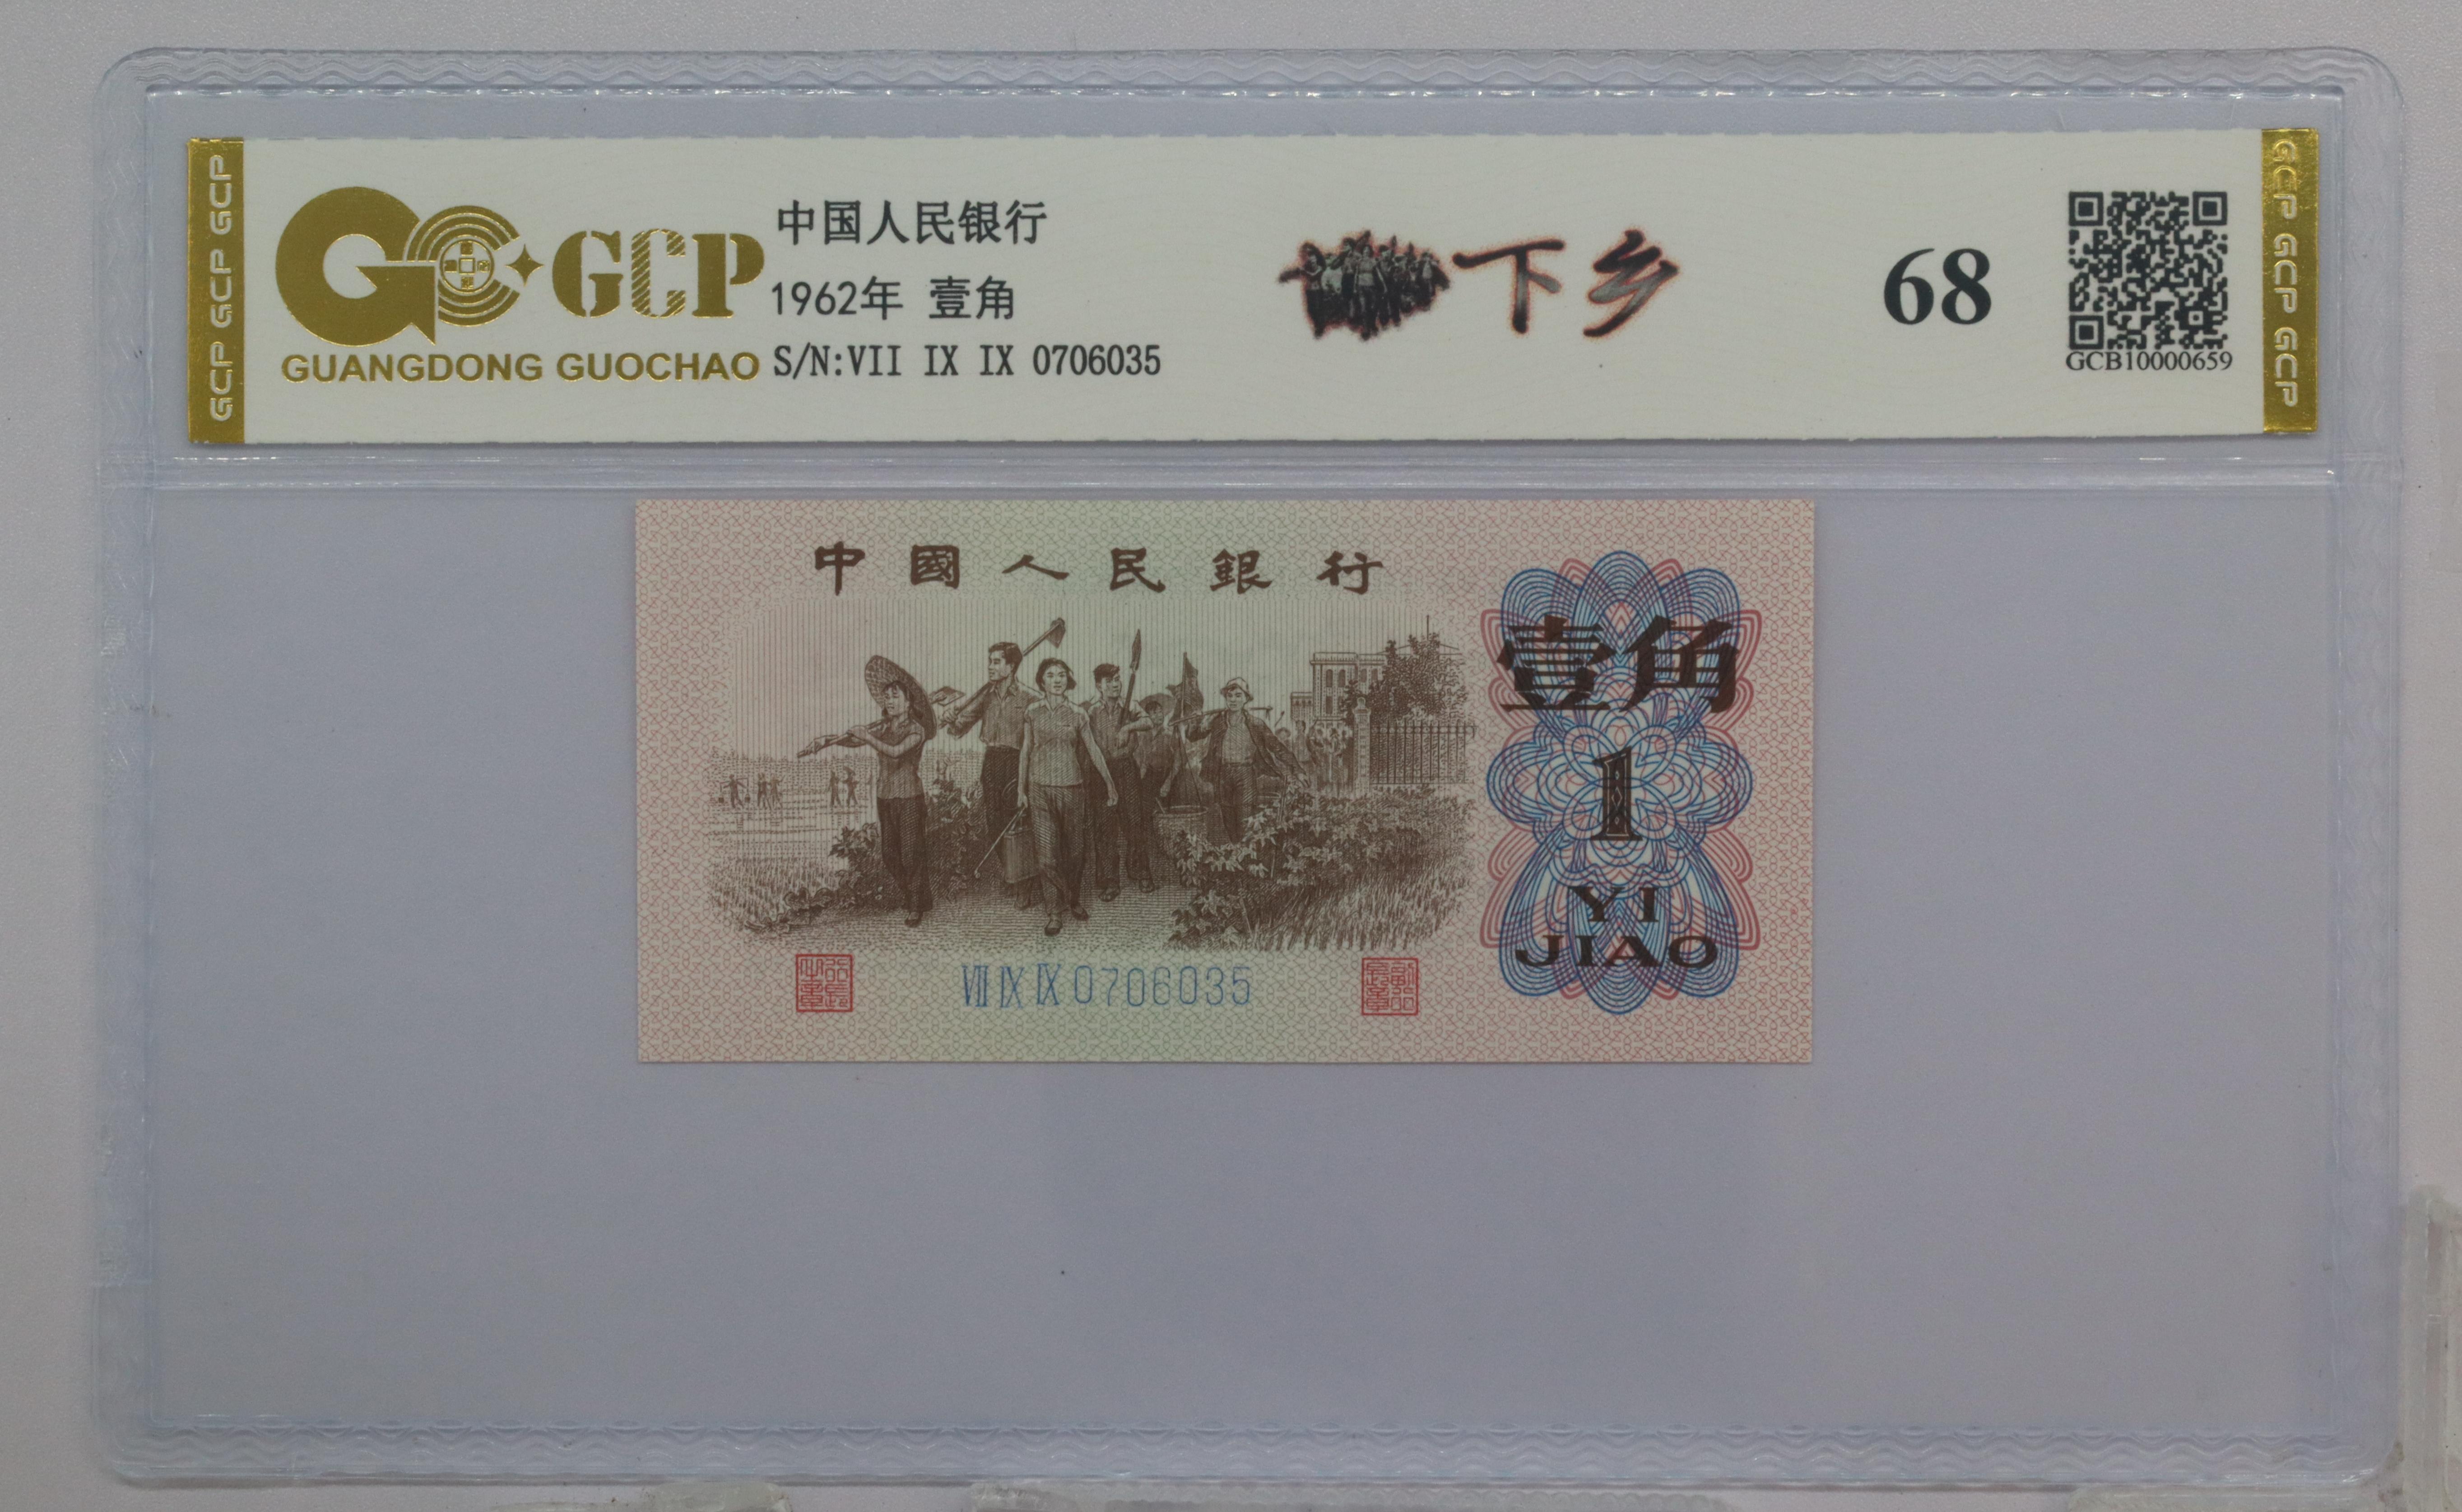 GCP GCP GCP
GCP
GUANGDONG GUOCHAO
中国人民银行
1962年 壹角
S/N:VII IX IX 0706035
下乡
68
GCB10000659
GCP GCP GCP
中國人民銀行
壹角
1
YI
JIAO
VII IX IX 0706035